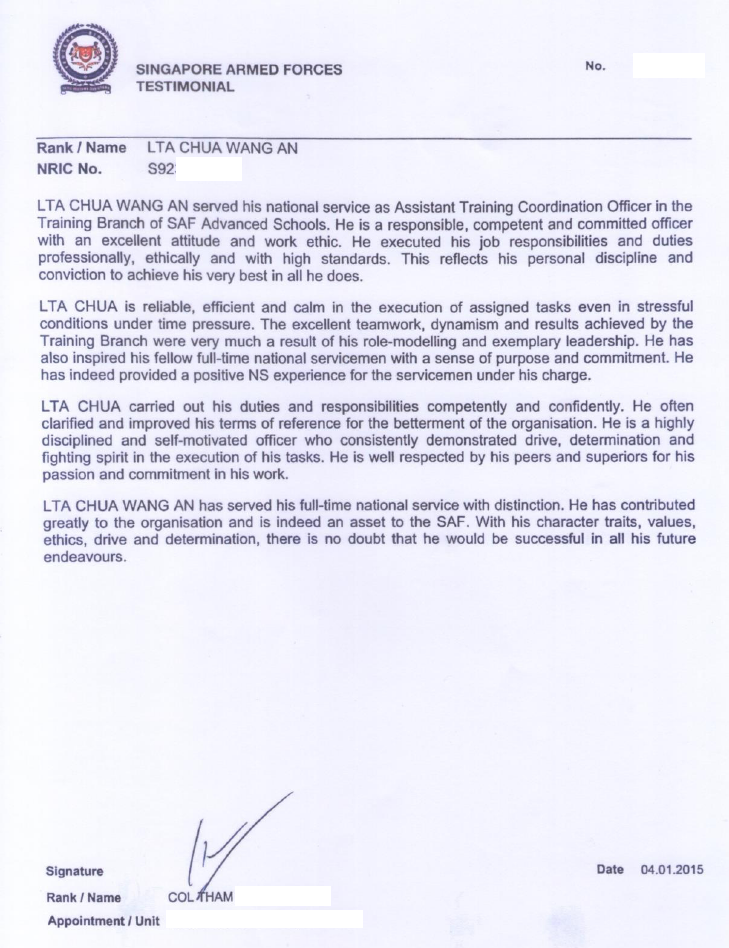 SINGAPORE ARMED FORCES
TESTIMONIAL
No.
Rank / Name LTA CHUA WANG AN
NRIC No. S92
LTA CHUA WANG AN served his national service as Assistant Training Coordination Officer in the
Training Branch of SAF Advanced Schools. He is a responsible, competent and committed officer
with an excellent attitude and work ethic. He executed his job responsibilities and duties
professionally, ethically and with high standards. This reflects his personal discipline and
conviction to achieve his very best in all he does.
LTA CHUA is reliable, efficient and calm in the execution of assigned tasks even in stressful
conditions under time pressure. The excellent teamwork, dynamism and results achieved by the
Training Branch were very much a result of his role-modelling and exemplary leadership. He has
also inspired his fellow full-time national servicemen with a sense of purpose and commitment. He
has indeed provided a positive NS experience for the servicemen under his charge.
LTA CHUA carried out his duties and responsibilities competently and confidently. He often
clarified and improved his terms of reference for the betterment of the organisation. He is a highly
disciplined and self-motivated officer who consistently demonstrated drive, determination and
fighting spirit in the execution of his tasks. He is well respected by his peers and superiors for his
passion and commitment in his work.
LTA CHUA WANG AN has served his full-time national service with distinction. He has contributed
greatly to the organisation and is indeed an asset to the SAF. With his character traits, values,
ethics, drive and determination, there is no doubt that he would be successful in all his future
endeavours.
Signature
Date 04.01.2015
Rank / Name COL THAM
Appointment / Unit